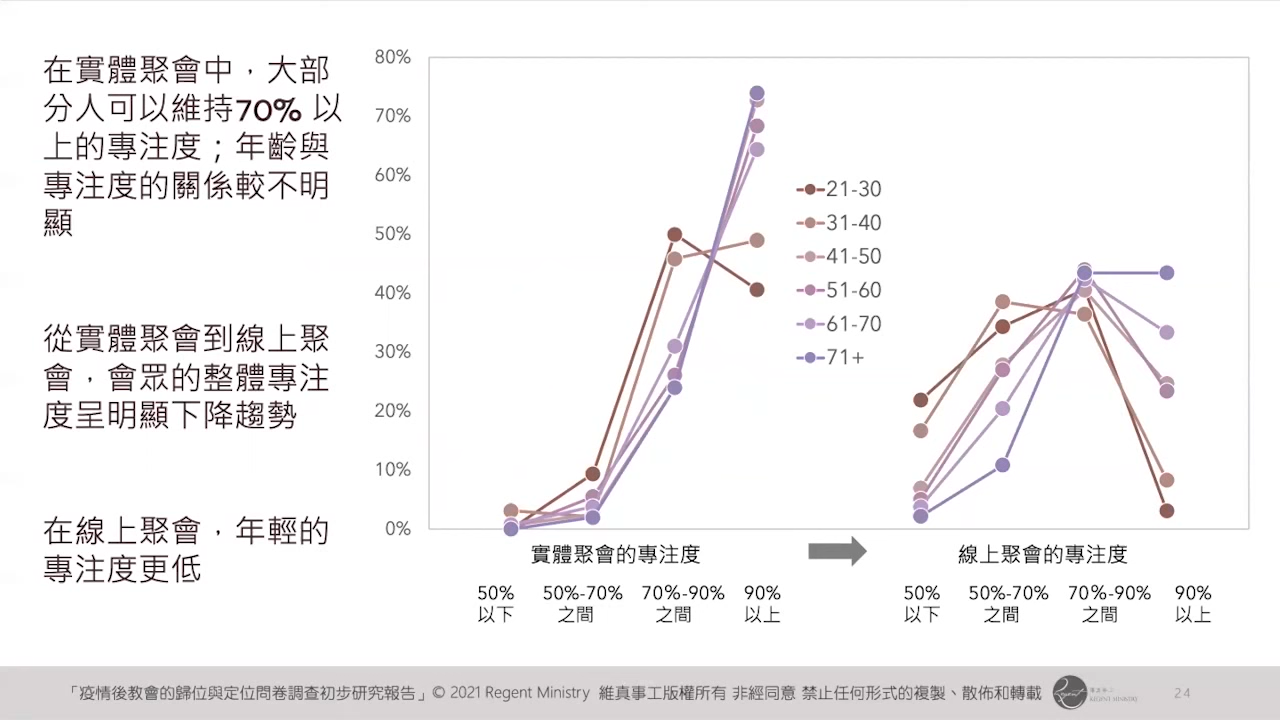 在實體聚會中，大部
分人可以維持70% 以
上的專注度；年齡與
專注度的關係較不明
顯
從實體聚會到線上聚
會，會眾的整體專注
度呈明顯下降趨勢
在線上聚會，年輕的
專注度更低
80%
70%
60%
50%
40%
30%
20%
10%
0%
21-30
31-40
41-50
51-60
61-70
71+
實體聚會的專注度
線上聚會的專注度
50%
以下
50%-70%
之間
70%-90%
之間
90%
以上
50%
以下
50%-70%
之間
70%-90%
之間
90%
以上
「疫情後教會的歸位與定位問卷調查初步研究報告」© 2021 Regent Ministry 維真事工版權所有 非經同意 禁止任何形式的複製、散佈和轉載
Regent
REGENT MINISTRY
24